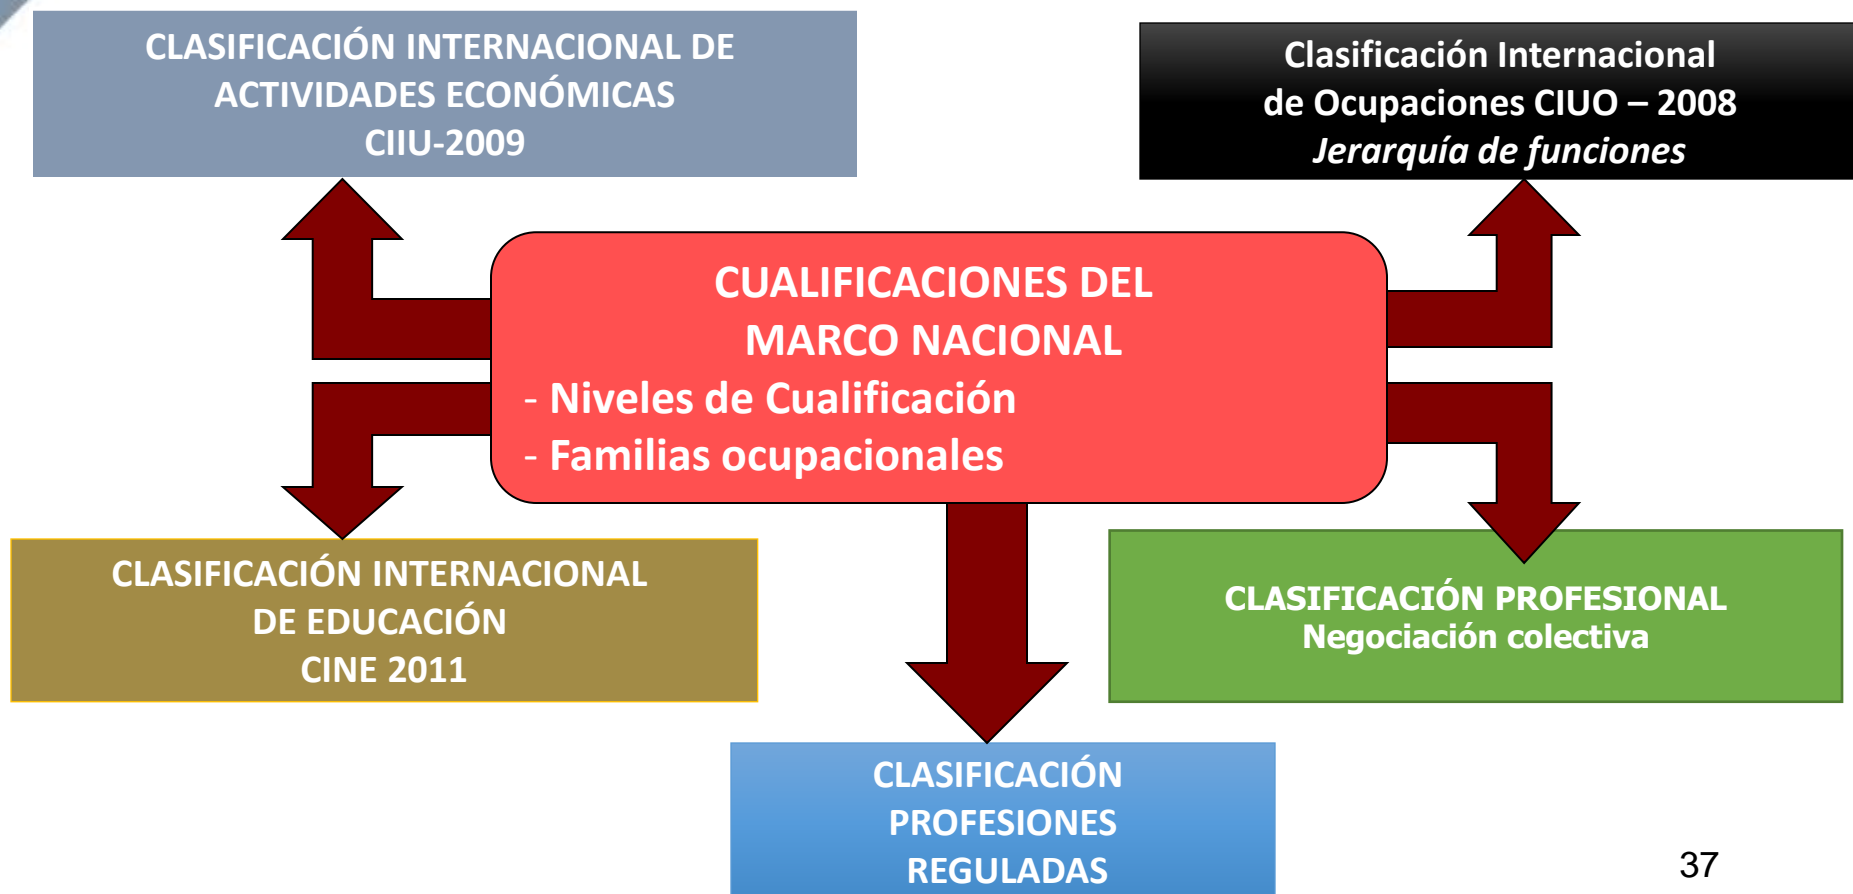 CLASIFICACIÓN INTERNACIONAL DE
ACTIVIDADES ECONÓMICAS
CIIU-2009
Clasificación Internacional
de Ocupaciones CIUO – 2008
Jerarquía de funciones
CUALIFICACIONES DEL
MARCO NACIONAL
- Niveles de Cualificación
- Familias ocupacionales
CLASIFICACIÓN INTERNACIONAL
DE EDUCACIÓN
CINE 2011
CLASIFICACIÓN PROFESIONAL
Negociación colectiva
CLASIFICACIÓN
PROFESIONES
REGULADAS
37